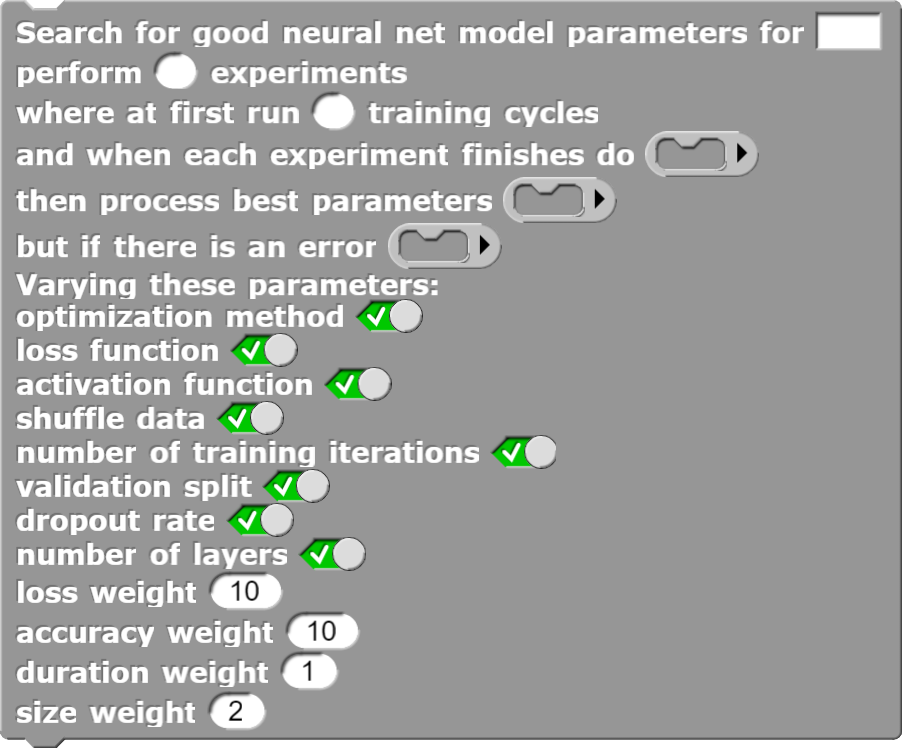 Search for good neural net model parameters for
perform experiments
where at first run training cycles
and when each experiment finishes do
then process best parameters
but if there is an error
Varying these parameters:
optimization method
loss function
activation function
shuffle data
number of training iterations
validation split
dropout rate
number of layers
loss weight 10
accuracy weight 10
duration weight 1
size weight 2